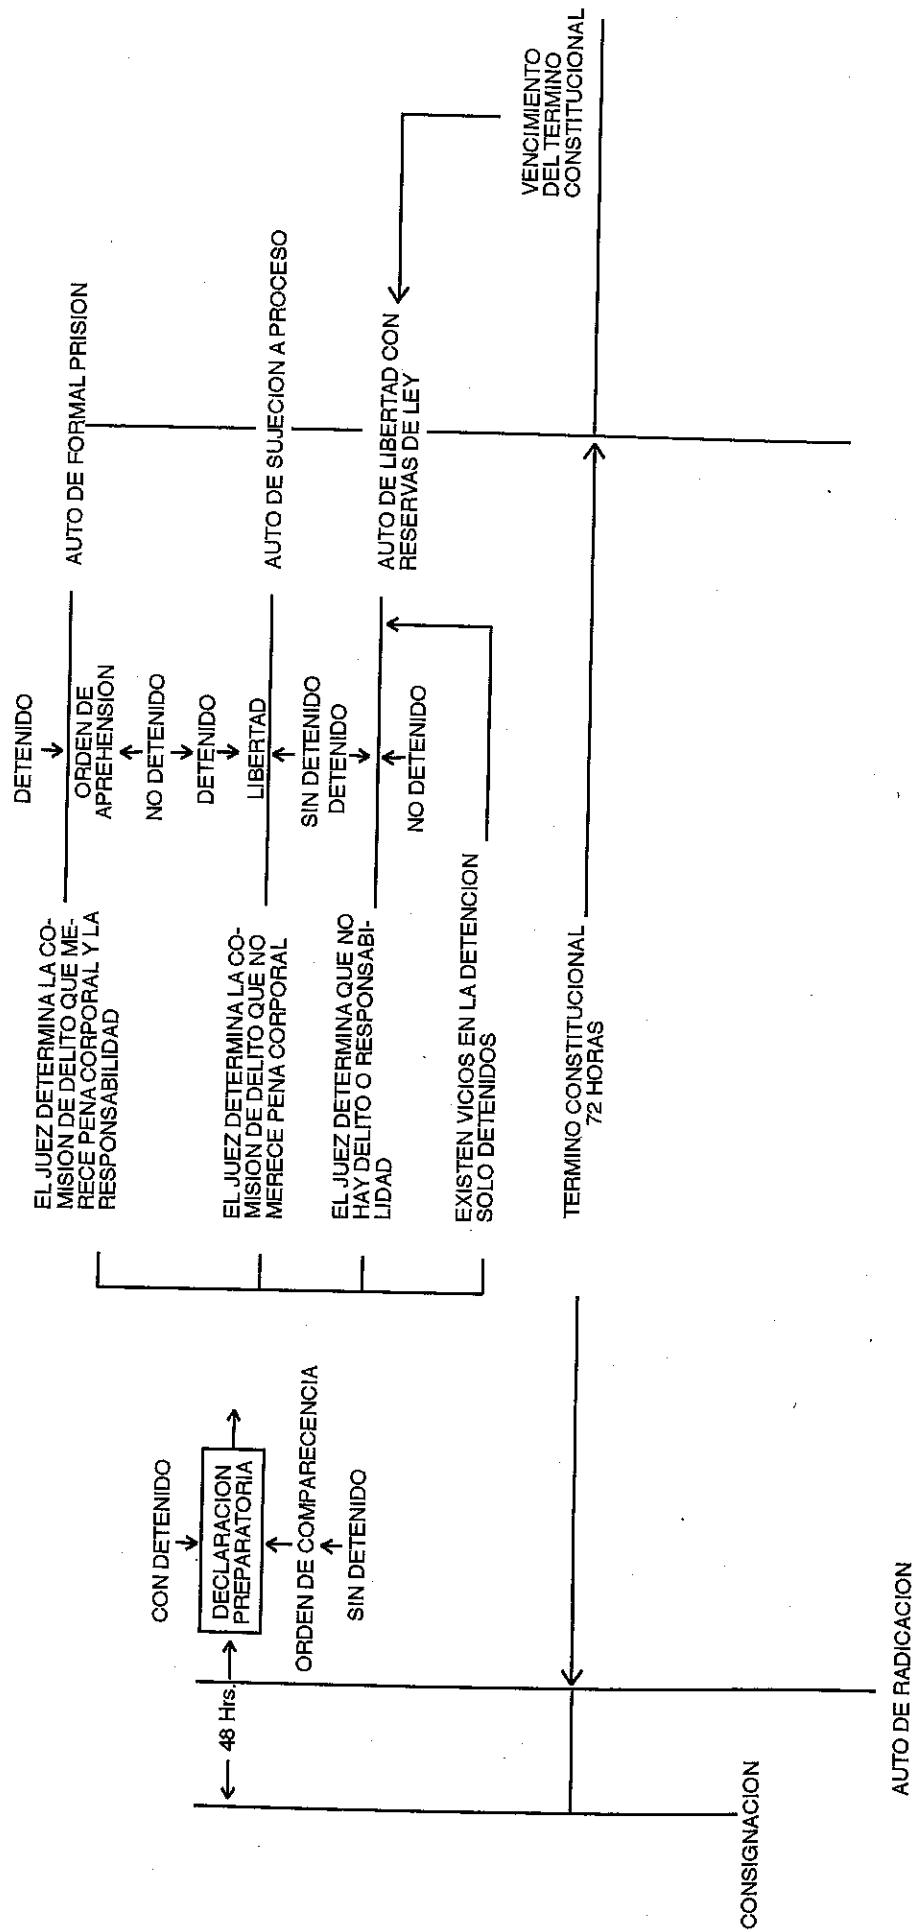 CONSIGNACION
AUTO DE RADICACION
48 Hrs.
CON DETENIDO
DECLARACION
PREPARATORIA
ORDEN DE COMPARECENCIA
SIN DETENIDO
EL JUEZ DETERMINA LA CO-
MISION DE DELITO QUE ME-
RECE PENA CORPORAL Y LA
RESPONSABILIDAD
DETENIDO
ORDEN DE
APREHENSION
NO DETENIDO
AUTO DE FORMAL PRISION
EL JUEZ DETERMINA LA CO-
MISION DE DELITO QUE NO
MERECE PENA CORPORAL
DETENIDO
LIBERTAD
SIN DETENIDO
AUTO DE SUJECION A PROCESO
EL JUEZ DETERMINA QUE NO
HAY DELITO O RESPONSABI-
LIDAD
DETENIDO
NO DETENIDO
AUTO DE LIBERTAD CON
RESERVAS DE LEY
EXISTEN VICIOS EN LA DETENCION
SOLO DETENIDOS
TERMINO CONSTITUCIONAL
72 HORAS
VENCIMIENTO
DEL TERMINO
CONSTITUCIONAL